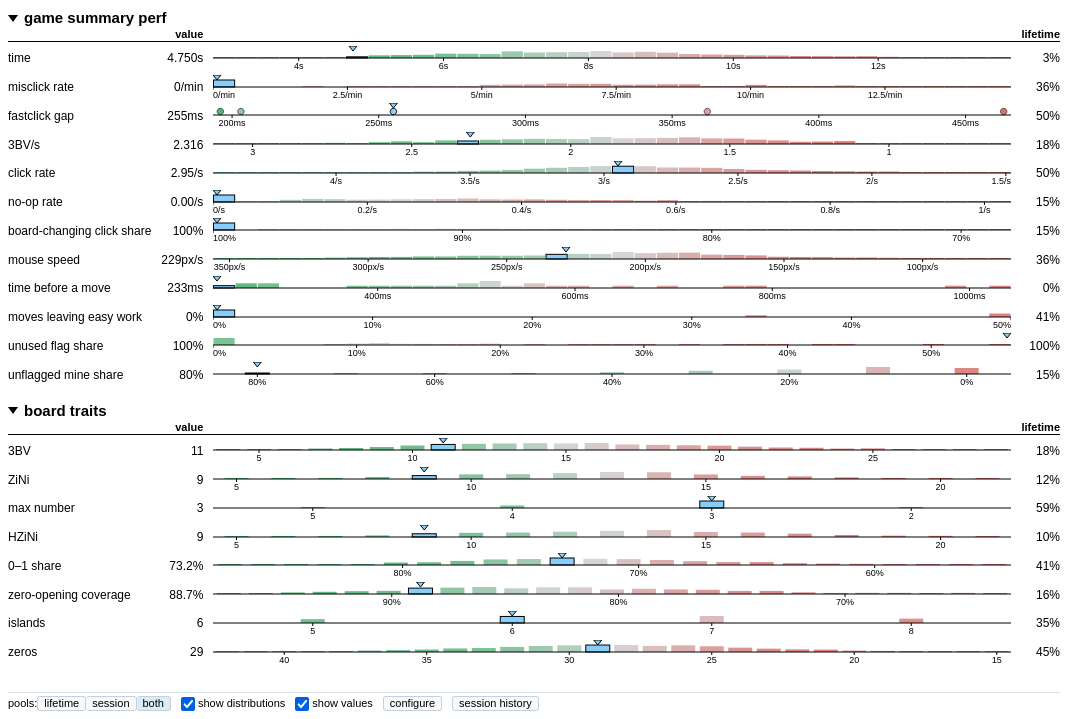 game summary perf
value lifetime
time 4.750s 3%
4s 6s 8s 10s 12s
misclick rate 0/min 36%
0/min 2.5/min 5/min 7.5/min 10/min 12.5/min
fastclick gap 255ms 50%
200ms 250ms 300ms 350ms 400ms 450ms
3BV/s 2.316 18%
3 2.5 2 1.5 1
click rate 2.95/s 50%
4/s 3.5/s 3/s 2.5/s 2/s 1.5/s
no-op rate 0.00/s 15%
0/s 0.2/s 0.4/s 0.6/s 0.8/s 1/s
board-changing click share 100% 15%
100% 90% 80% 70%
mouse speed 229px/s 36%
350px/s 300px/s 250px/s 200px/s 150px/s 100px/s
time before a move 233ms 0%
400ms 600ms 800ms 1000ms
moves leaving easy work 0% 41%
0% 10% 20% 30% 40% 50%
unused flag share 100% 100%
0% 10% 20% 30% 40% 50%
unflagged mine share 80% 15%
80% 60% 40% 20% 0%
board traits
value lifetime
3BV 11 18%
5 10 15 20 25
ZiNi 9 12%
5 10 15 20
max number 3 59%
5 4 3 2
HZiNi 9 10%
5 10 15 20
0–1 share 73.2% 41%
80% 70% 60%
zero-opening coverage 88.7% 16%
90% 80% 70%
islands 6 35%
5 6 7 8
zeros 29 45%
40 35 30 25 20 15
pools: lifetime session both show distributions show values configure session history